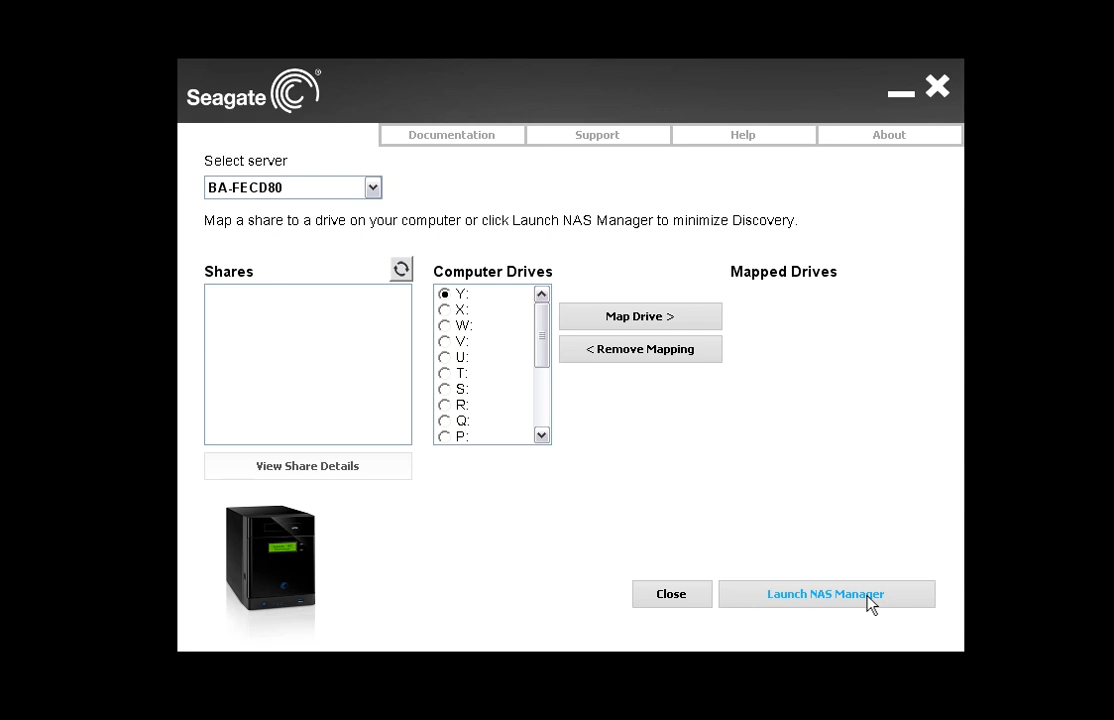 Seagate
Documentation
Support
Help
About
Select server
BA-FECD80
Map a share to a drive on your computer or click Launch NAS Manager to minimize Discovery.
Shares
Computer Drives
Mapped Drives
Y:
X:
W:
V:
U:
T:
S:
R:
Q:
P:
Map Drive >
< Remove Mapping
View Share Details
Close
Launch NAS Manager